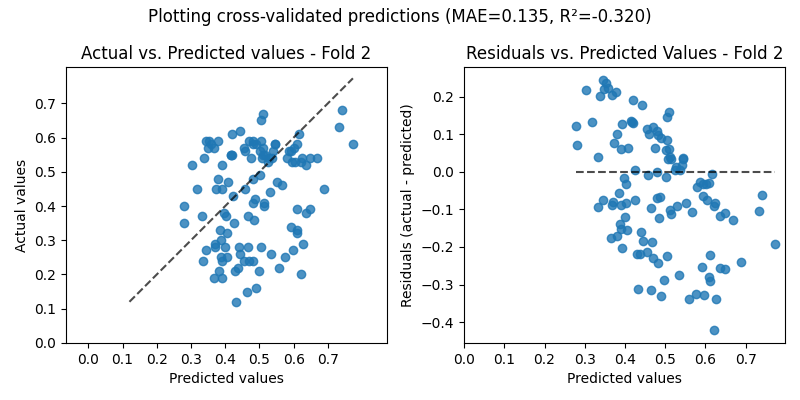 Plotting cross-validated predictions (MAE=0.135, R²=-0.320)
Actual vs. Predicted values - Fold 2
Actual values
0.7
0.6
0.5
0.4
0.3
0.2
0.1
0.0
0.0 0.1 0.2 0.3 0.4 0.5 0.6 0.7
Predicted values
Residuals vs. Predicted Values - Fold 2
Residuals (actual - predicted)
0.2
0.1
0.0
−0.1
−0.2
−0.3
−0.4
0.0 0.1 0.2 0.3 0.4 0.5 0.6 0.7
Predicted values